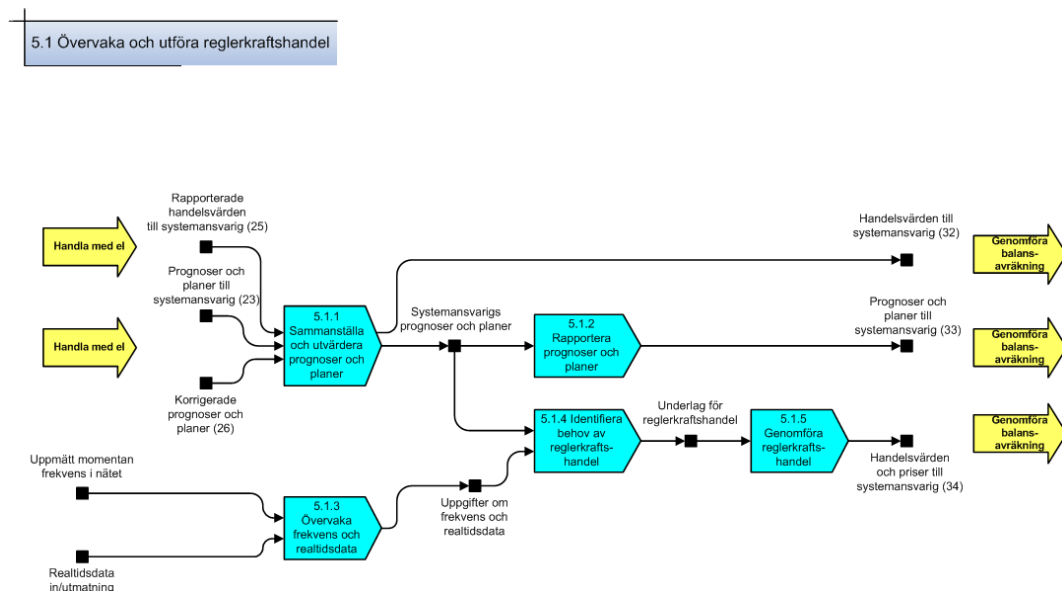 5.1 Övervaka och utföra reglerkraftshandel
Rapporterade
handelsvärden
till systemansvarig (25)
Handla med el
Prognoser och
planer till
systemansvarig (23)
Handla med el
Korrigerade
prognoser och
planer (26)
5.1.1
Sammanställa
och utvärdera
prognoser och
planer
Systemansvarigs
prognoser och planer
5.1.2
Rapportera
prognoser och
planer
Handelsvärden till
systemansvarig (32)
Genomföra
balans-
avräkning
Prognoser och
planer till
systemansvarig (33)
Genomföra
balans-
avräkning
5.1.4 Identifiera
behov av
reglerkrafts-
handel
Underlag för
reglerkraftshandel
5.1.5
Genomföra
reglerkrafts-
handel
Handelsvärden
och priser till
systemansvarig (34)
Genomföra
balans-
avräkning
Uppmätt momentan
frekvens i nätet
5.1.3
Övervaka
frekvens och
realtidsdata
Uppgifter om
frekvens och
realtidsdata
Realtidsdata
in/utmatning